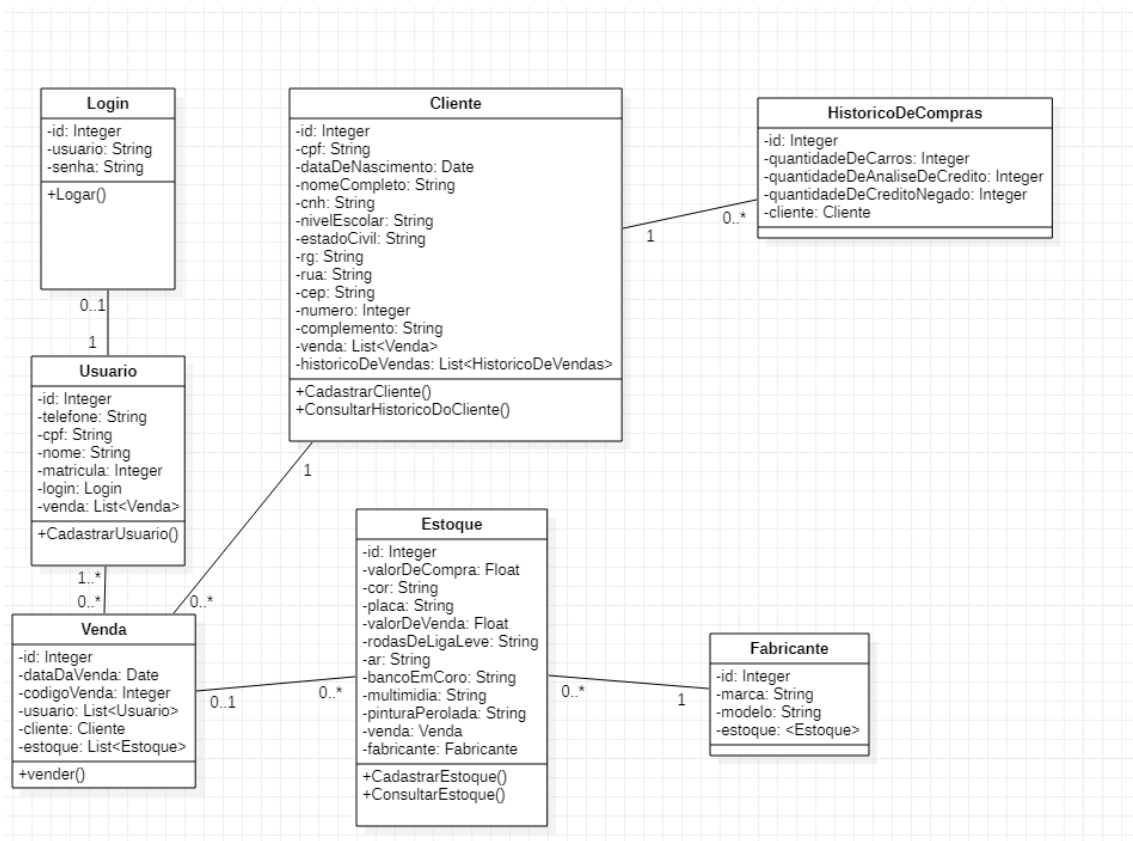 Login
-id: Integer
-usuario: String
-senha: String
+Logar()
0..1
1
Usuario
-id: Integer
-telefone: String
-cpf: String
-nome: String
-matricula: Integer
-login: Login
-venda: List<Venda>
+CadastrarUsuario()
1..*
0..*
Venda
-id: Integer
-dataDaVenda: Date
-codigoVenda: Integer
-usuario: List<Usuario>
-cliente: Cliente
-estoque: List<Estoque>
+vender()
Cliente
-id: Integer
-cpf: String
-dataDeNascimento: Date
-nomeCompleto: String
-cnh: String
-nivelEscolar: String
-estadoCivil: String
-rg: String
-rua: String
-cep: String
-numero: Integer
-complemento: String
-venda: List<Venda>
-historicoDeVendas: List<HistoricoDeVendas>
+CadastrarCliente()
+ConsultarHistoricoDoCliente()
1
0..*
1
0..*
HistoricoDeCompras
-id: Integer
-quantidadeDeCarros: Integer
-quantidadeDeAnaliseDeCredito: Integer
-quantidadeDeCreditoNegado: Integer
-cliente: Cliente
0..1
0..*
Estoque
-id: Integer
-valorDeCompra: Float
-cor: String
-placa: String
-valorDeVenda: Float
-rodasDeLigaLeve: String
-ar: String
-bancoEmCoro: String
-multimidia: String
-pinturaPerolada: String
-venda: Venda
-fabricante: Fabricante
+CadastrarEstoque()
+ConsultarEstoque()
0..*
1
Fabricante
-id: Integer
-marca: String
-modelo: String
-estoque: <Estoque>